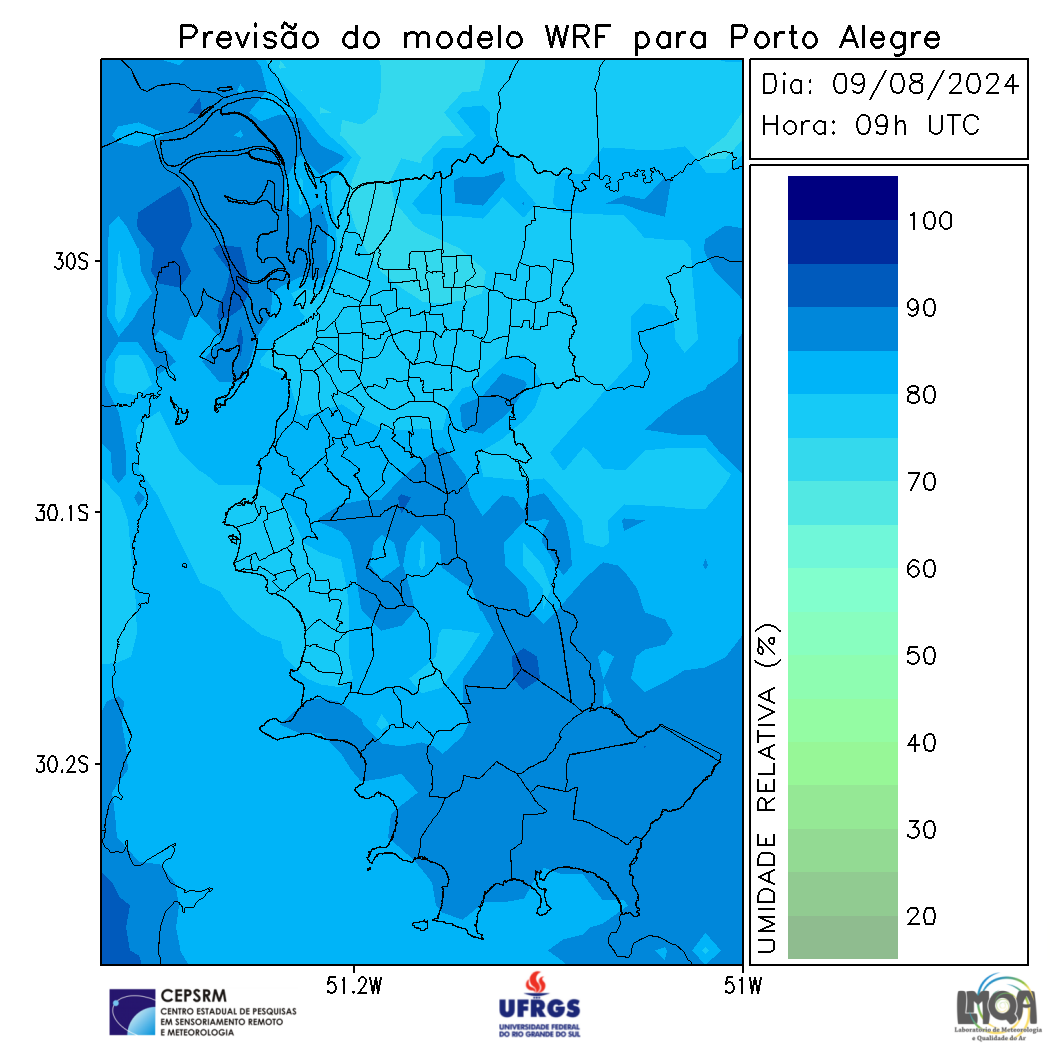 Previsão do modelo WRF para Porto Alegre
Dia: 09/08/2024
Hora: 09h UTC
30S
30.1S
30.2S
51.2W
51W
UMIDADE RELATIVA (%)
100
90
80
70
60
50
40
30
20
CEPSRM
CENTRO ESTADUAL DE PESQUISAS
EM SENSORIAMENTO REMOTO
E METEOROLOGIA
UFRGS
UNIVERSIDADE FEDERAL
DO RIO GRANDE DO SUL
LMQA
Laboratório de Meteorologia
e Qualidade do Ar